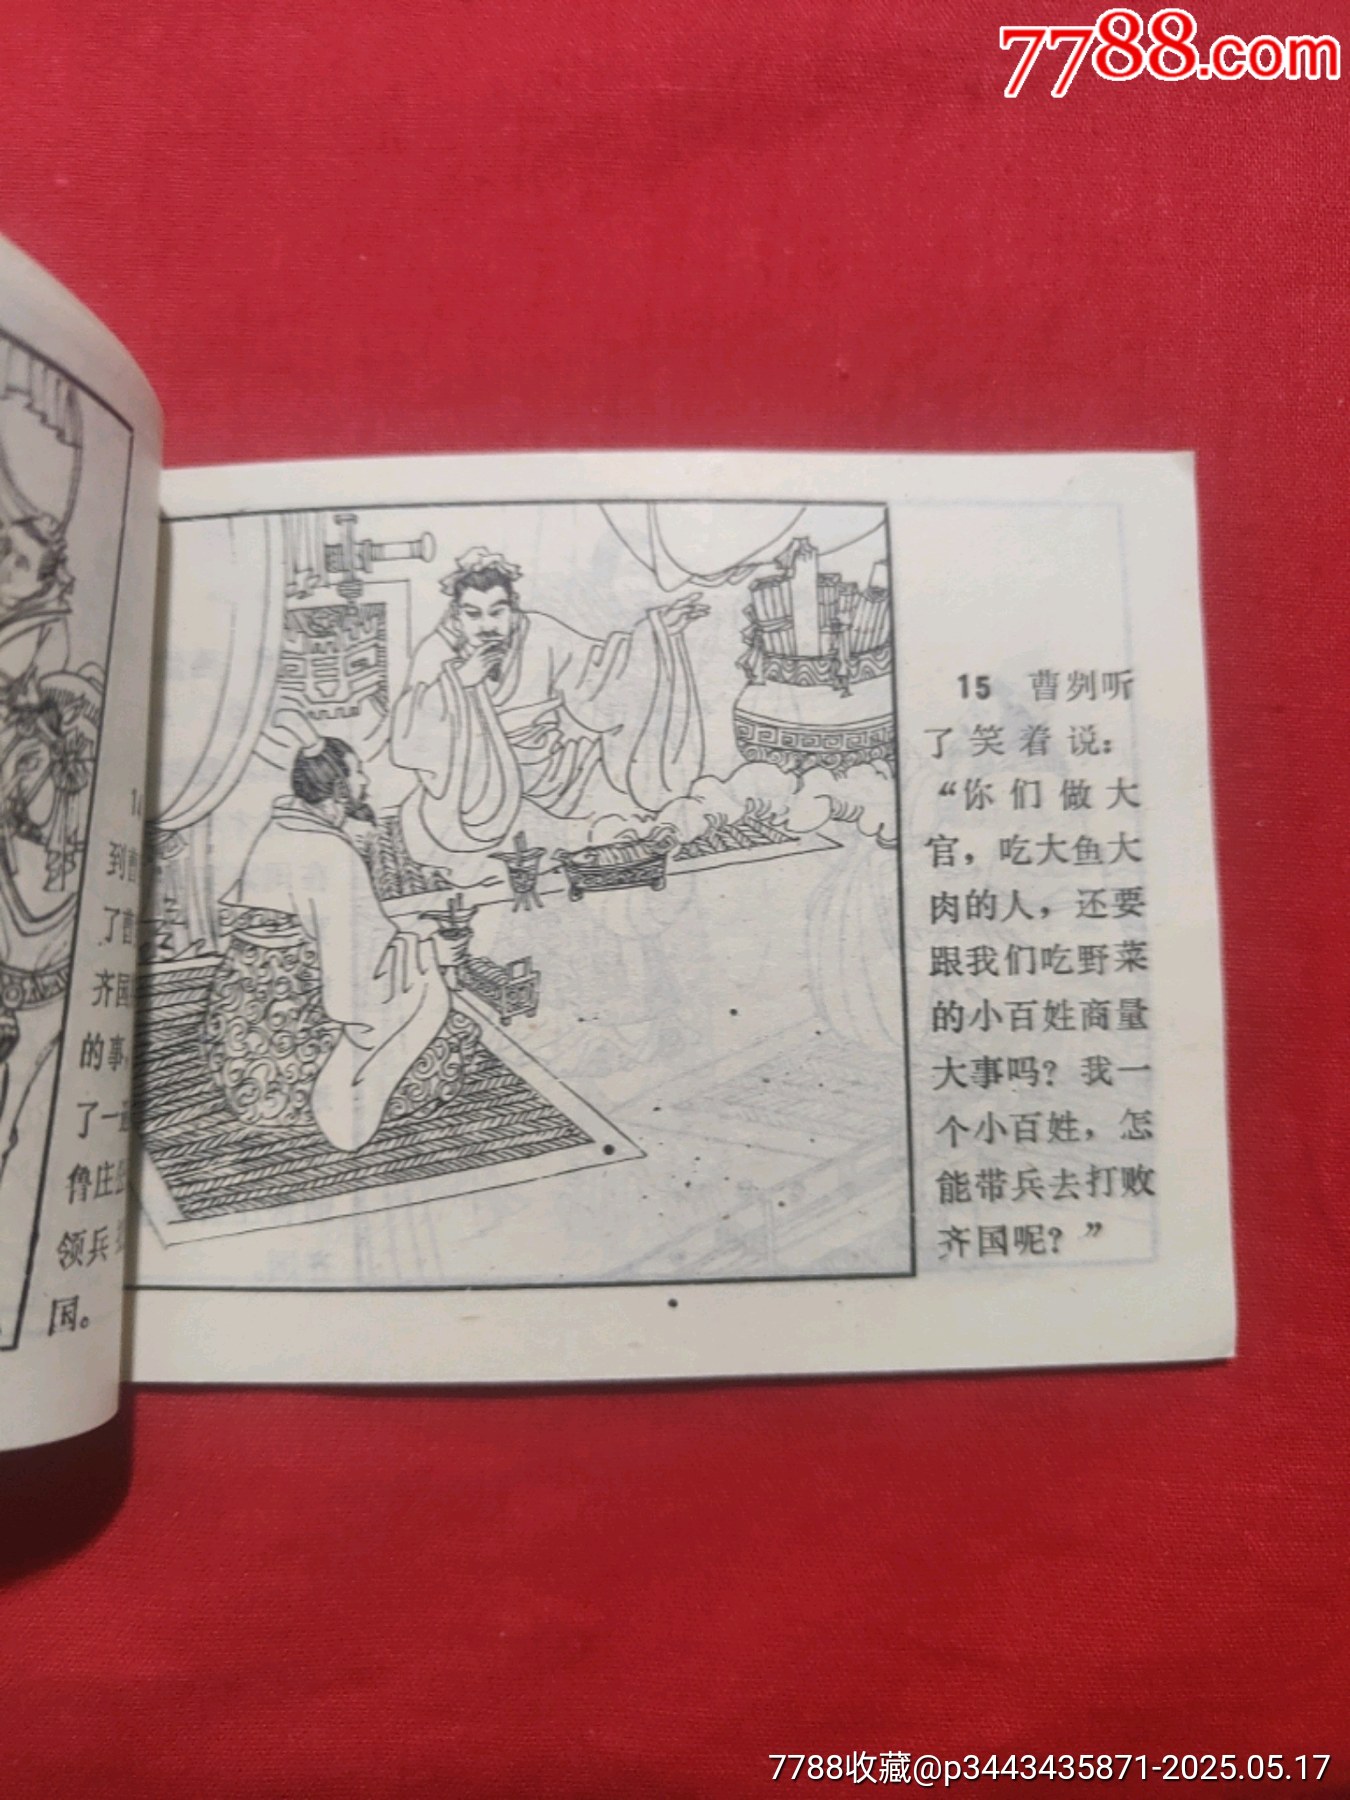 7788.com
到曹
了曹
齐国
的事
了一
鲁庄公
领兵
国。
15 曹刿听
了笑着说：
“你们做大
官，吃大鱼大
肉的人，还要
跟我们吃野菜
的小百姓商量
大事吗？我一
个小百姓，怎
能带兵去打败
齐国呢？”
7788收藏@p3443435871-2025.05.17